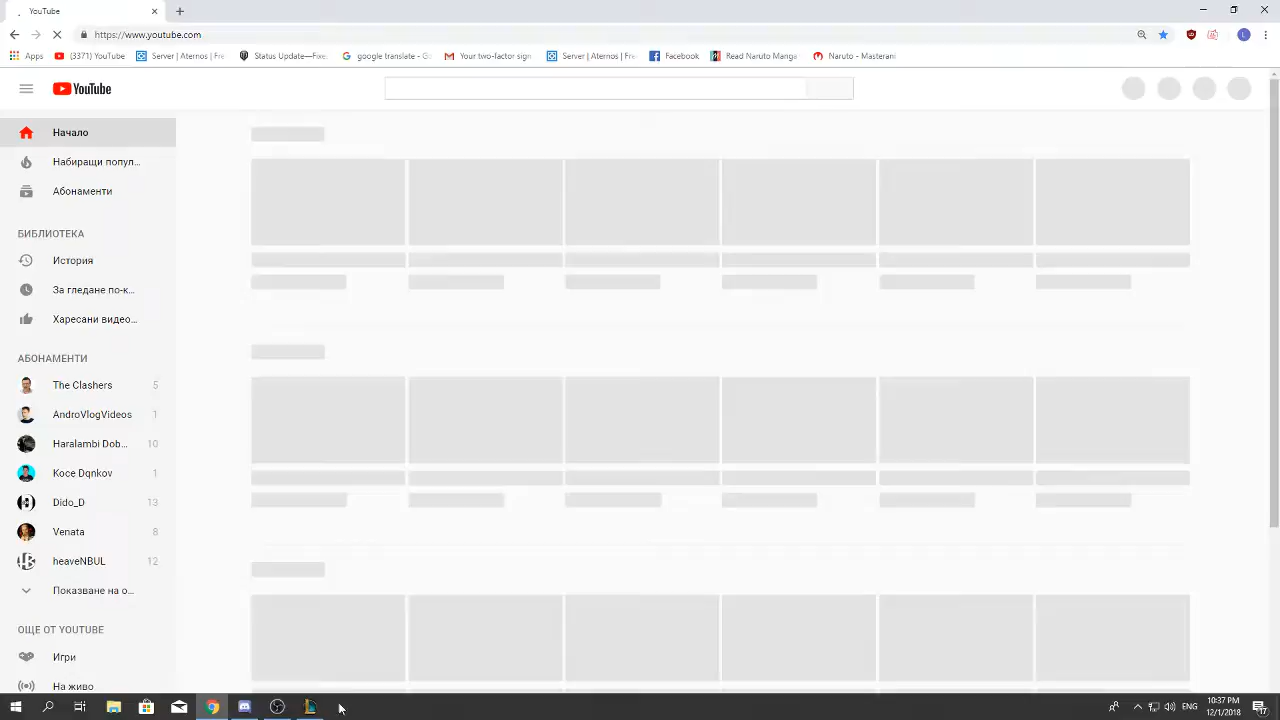 YouTube
https://www.youtube.com
Apps
(3371) YouTube
Server | Aternos | Fre
Status Update—Fixe
google translate - Go
Your two-factor sign
Server | Aternos | Fre
Facebook
Read Naruto Manga
Naruto - Masterani
YouTube
Начало
Набиращи попул...
Абонаменти
БИБЛИОТЕКА
История
За гледане по-к...
Харесани видео...
АБОНАМЕНТИ
The Clashers 5
AndroVlogVideos 1
Haralambi Dob... 10
Koce Dqnkov 1
Dido_D 13
Venata 8
heaveNBUL 12
Показване на о...
ОЩЕ ОТ YOUTUBE
Игри
На живо
ENG
10:37 PM
12/1/2018
17